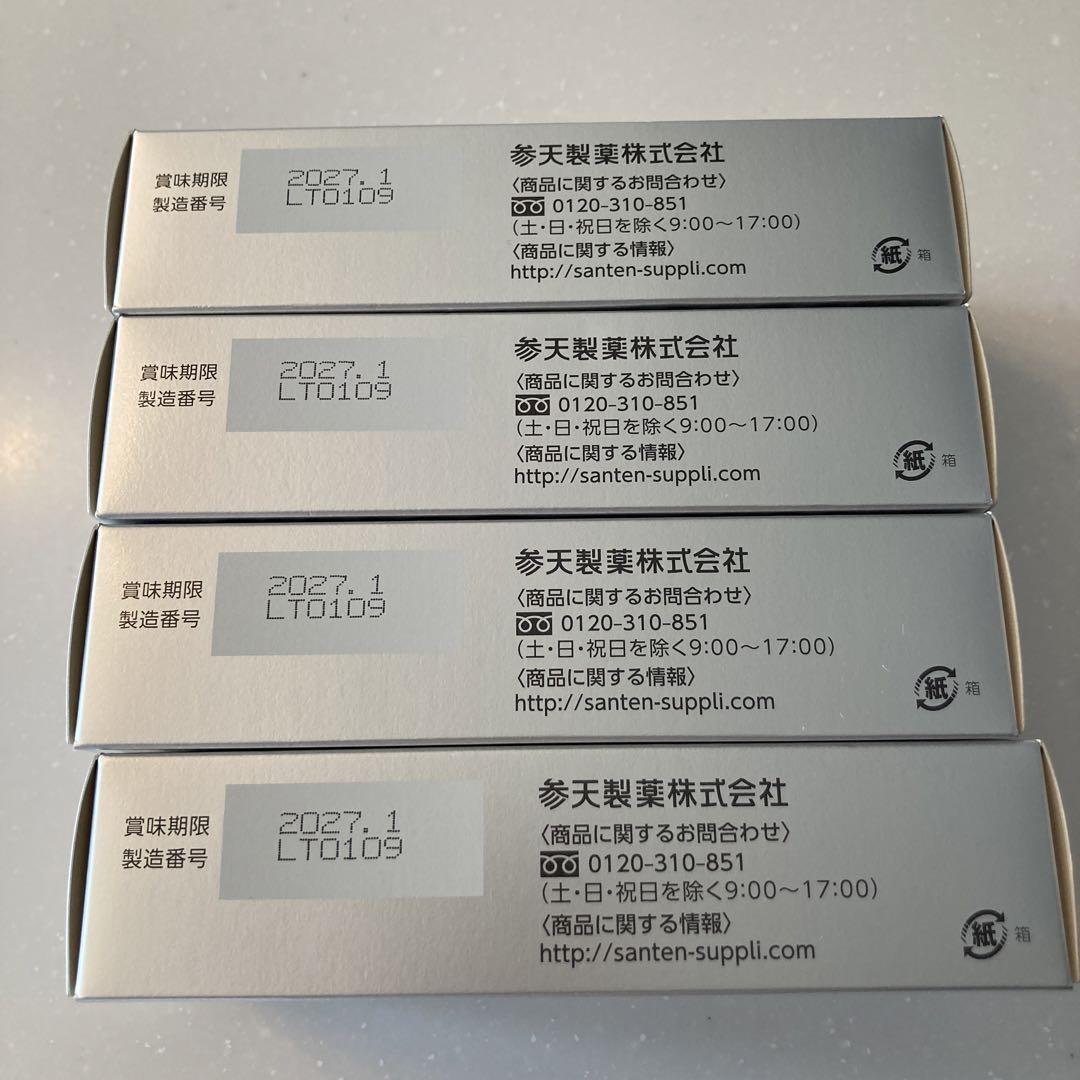 賞味期限 2027. 1
製造番号 LT0109
参天製薬株式会社
〈商品に関するお問合わせ〉
0120-310-851
(土・日・祝日を除く9:00〜17:00)
〈商品に関する情報〉
http://santen-suppli.com
紙 箱
賞味期限 2027. 1
製造番号 LT0109
参天製薬株式会社
〈商品に関するお問合わせ〉
0120-310-851
(土・日・祝日を除く9:00〜17:00)
〈商品に関する情報〉
http://santen-suppli.com
紙 箱
賞味期限 2027. 1
製造番号 LT0109
参天製薬株式会社
〈商品に関するお問合わせ〉
0120-310-851
(土・日・祝日を除く9:00〜17:00)
〈商品に関する情報〉
http://santen-suppli.com
紙 箱
賞味期限 2027. 1
製造番号 LT0109
参天製薬株式会社
〈商品に関するお問合わせ〉
0120-310-851
(土・日・祝日を除く9:00〜17:00)
〈商品に関する情報〉
http://santen-suppli.com
紙 箱